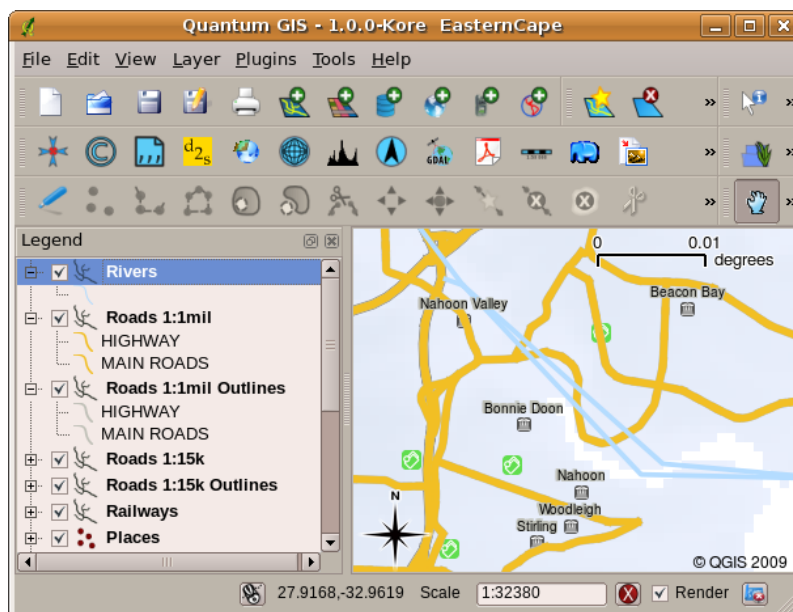 Quantum GIS - 1.0.0-Kore EasternCape
File Edit View Layer Plugins Tools Help
d2s
GDAL
Legend
Rivers
Roads 1:1mil
HIGHWAY
MAIN ROADS
Roads 1:1mil Outlines
HIGHWAY
MAIN ROADS
Roads 1:15k
Roads 1:15k Outlines
Railways
Places
0 0.01
degrees
Beacon Bay
Nahoon Valley
Bonnie Doon
Nahoon
Woodleigh
Stirling
N
© QGIS 2009
27.9168,-32.9619 Scale 1:32380 Render